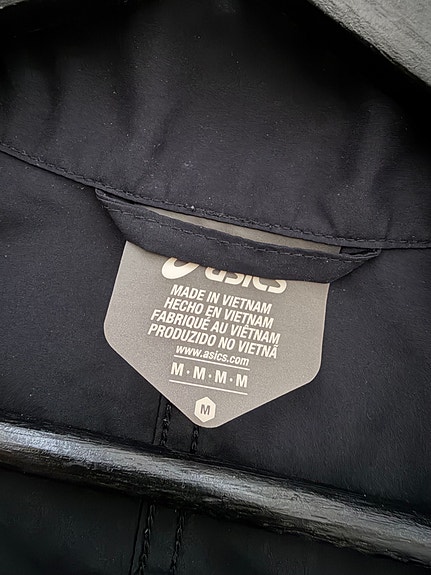 asics
MADE IN VIETNAM
HECHO EN VIETNAM
FABRIQUÉ AU VIÊTNAM
PRODUZIDO NO VIETNÃ
www.asics.com
M · M · M · M
M